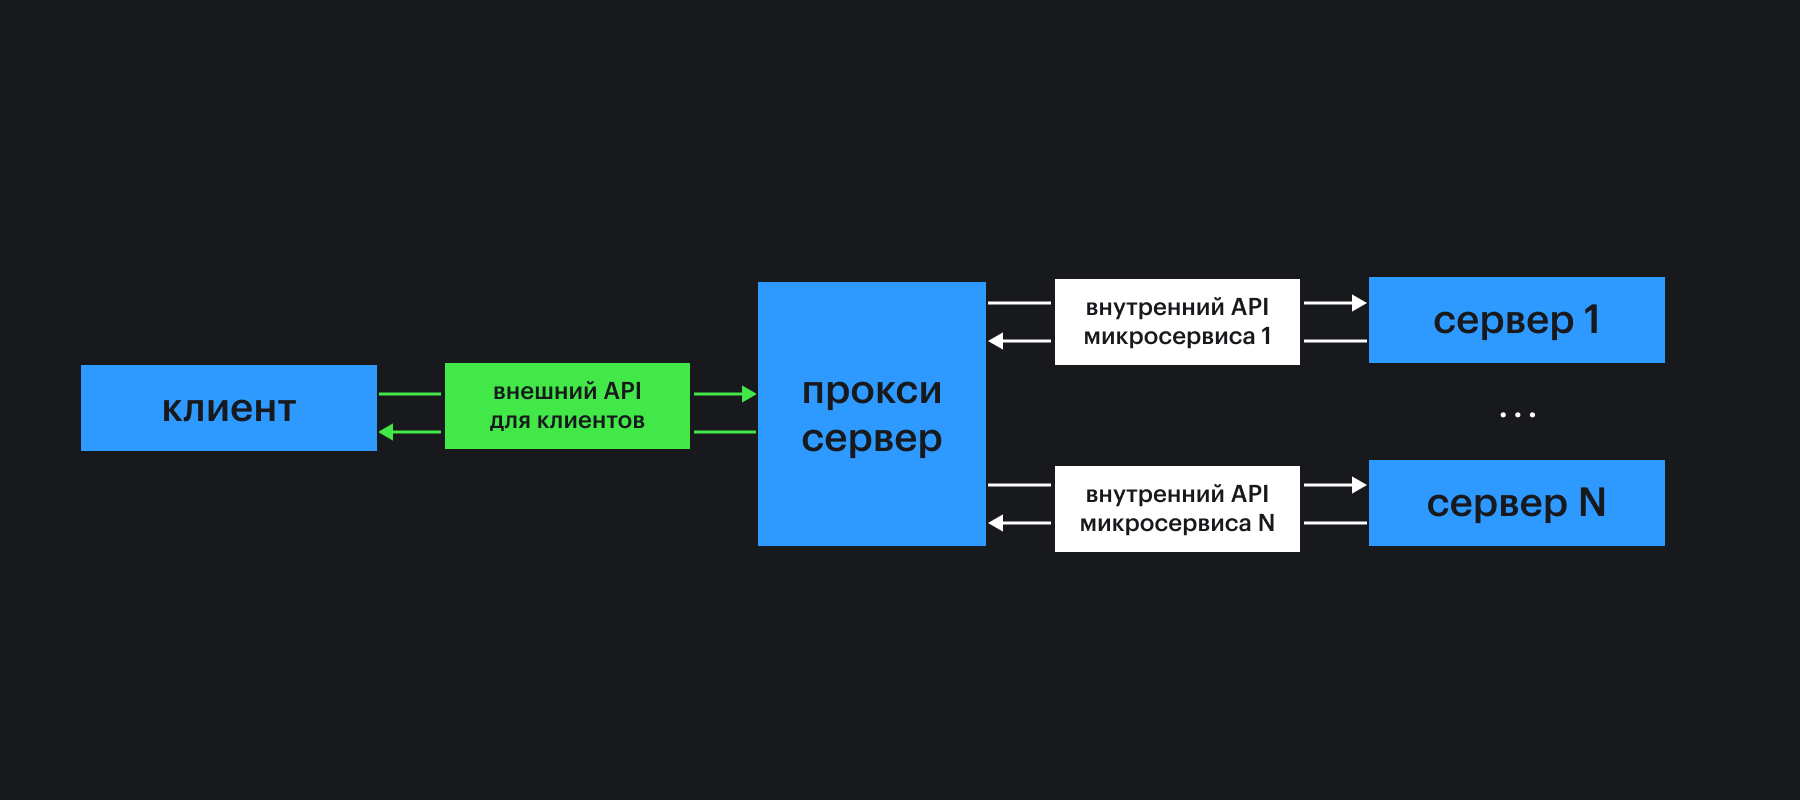 клиент
внешний API
для клиентов
прокси
сервер
внутренний API
микросервиса 1
сервер 1
...
внутренний API
микросервиса N
сервер N